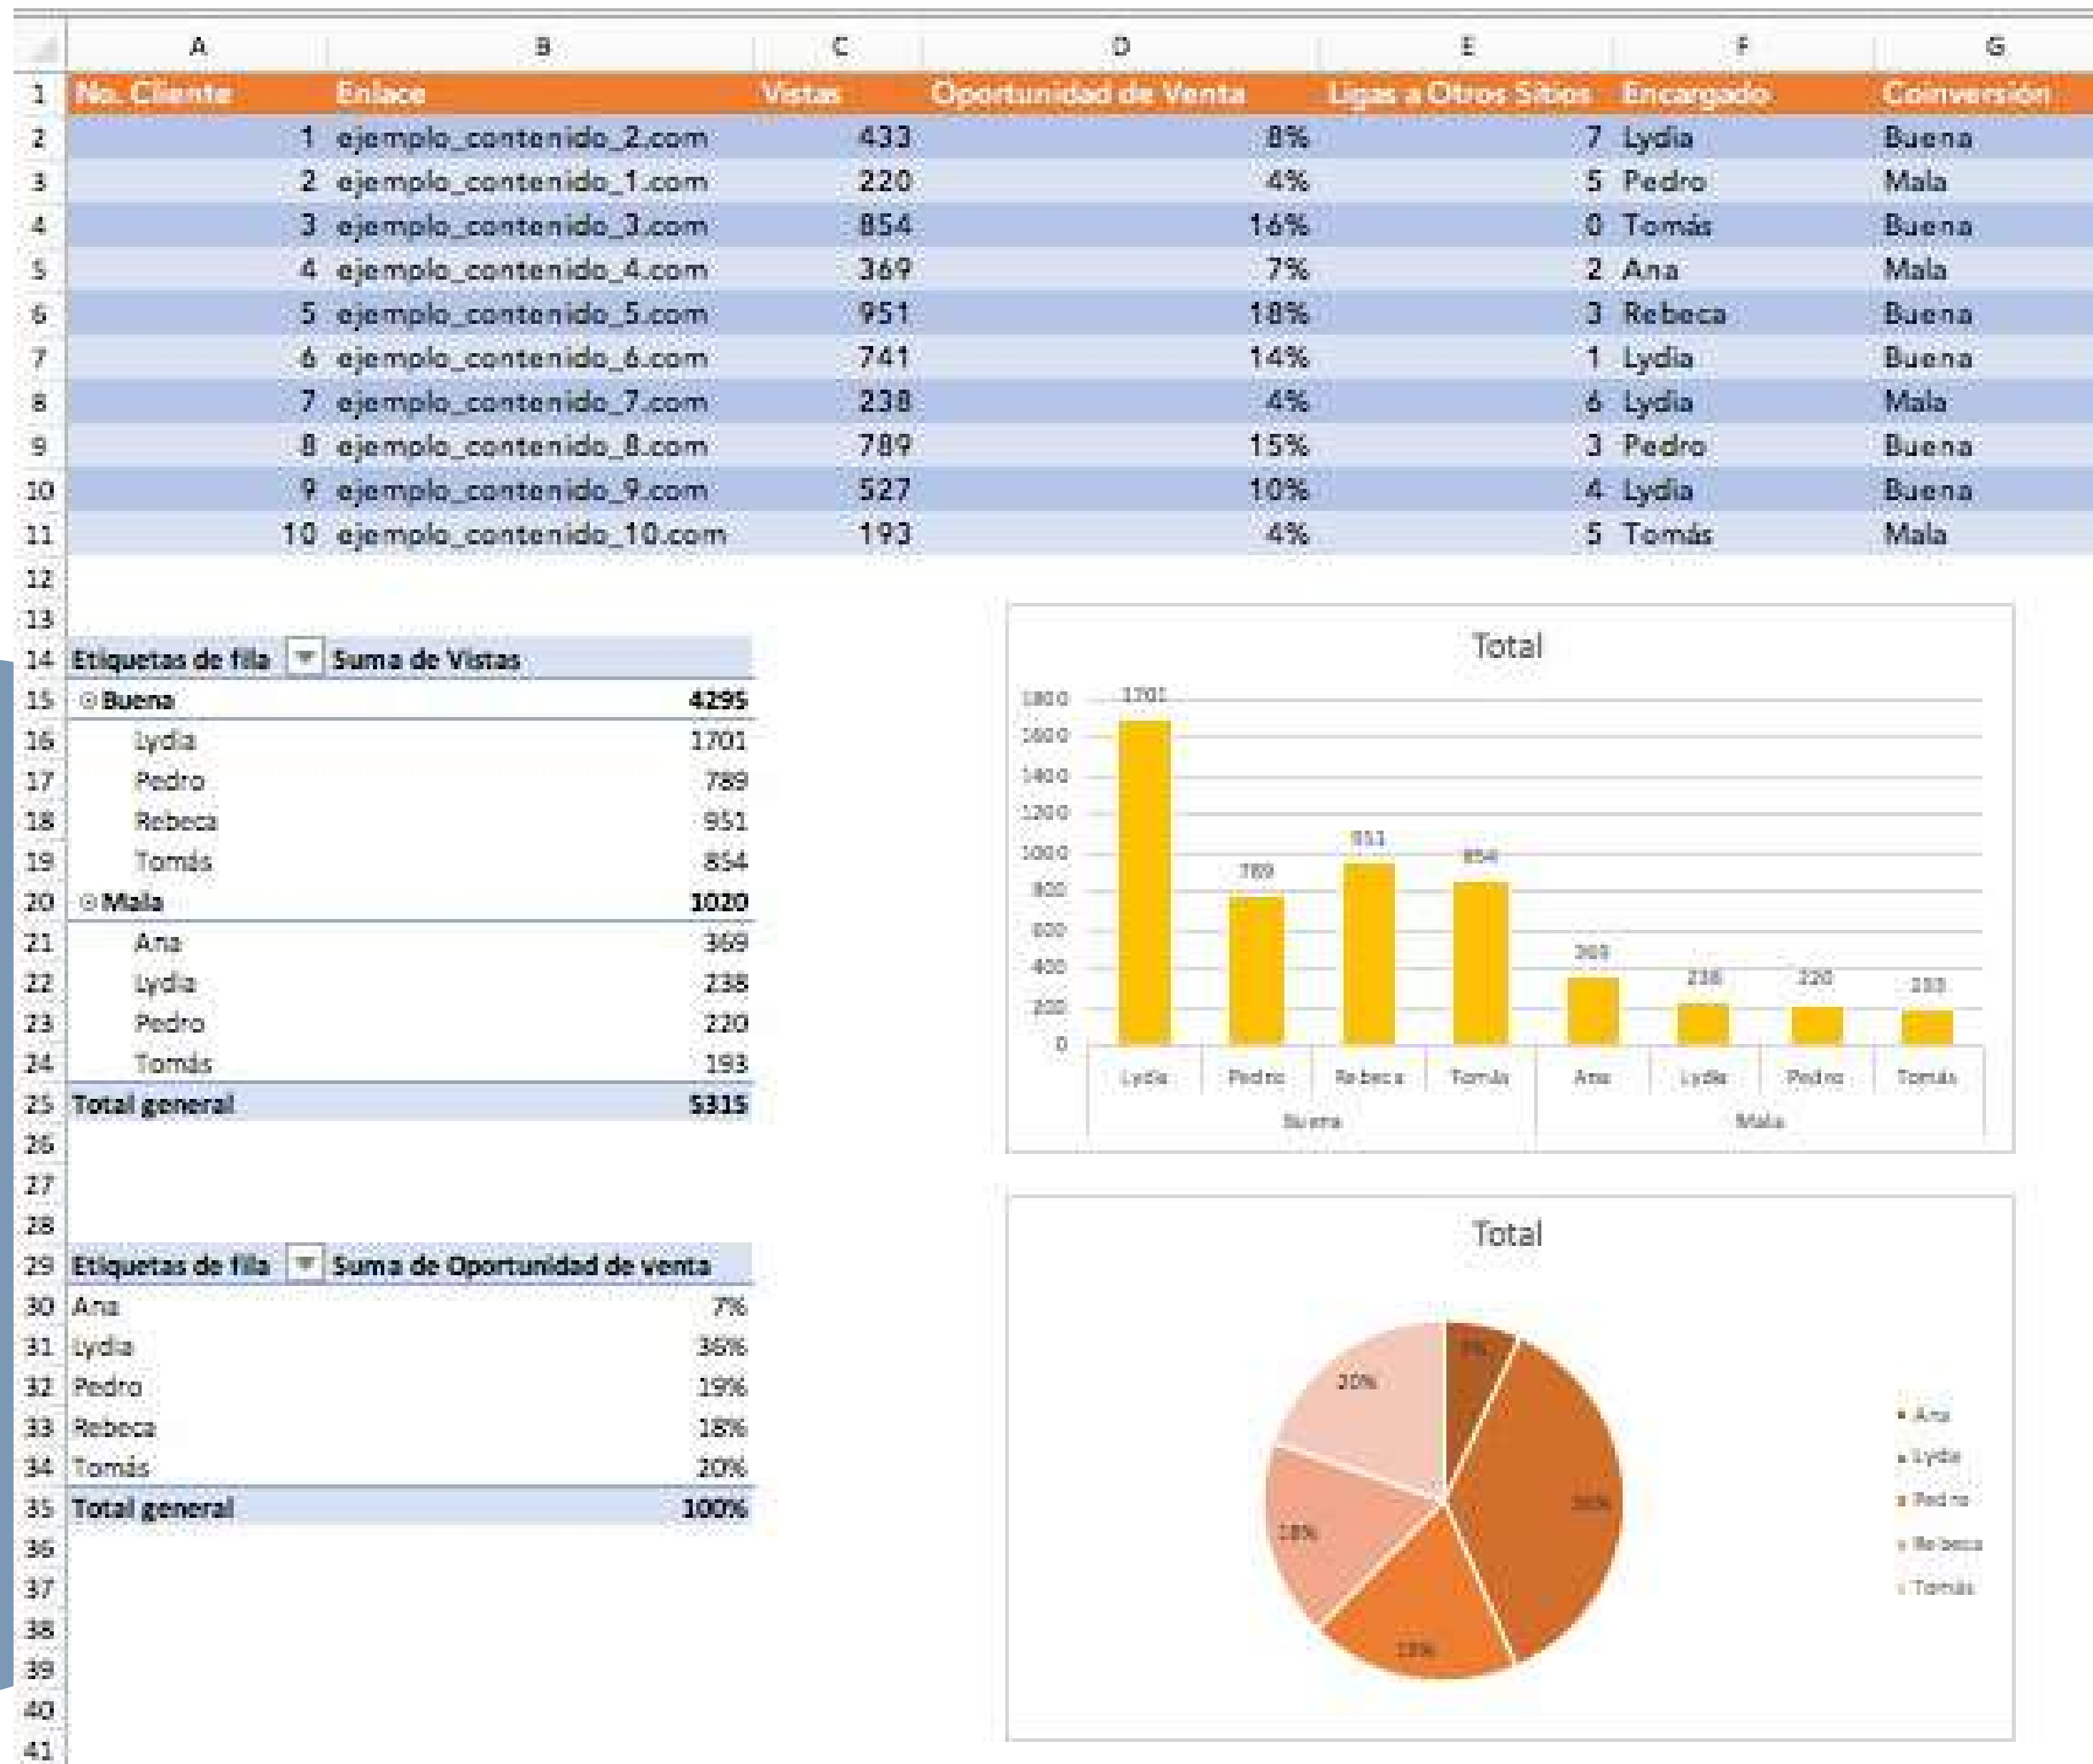 A B C D E F G
1 No. Cliente Enlace Vistas Oportunidad de Venta Ligas a Otros Sitios Encargado Coinversión
2 1 ejemplo_contenido_2.com 433 8% 7 Lydia Buena
3 2 ejemplo_contenido_1.com 220 4% 5 Pedro Mala
4 3 ejemplo_contenido_3.com 854 16% 0 Tomás Buena
5 4 ejemplo_contenido_4.com 369 7% 2 Ana Mala
6 5 ejemplo_contenido_5.com 951 18% 3 Rebeca Buena
7 6 ejemplo_contenido_6.com 741 14% 1 Lydia Buena
8 7 ejemplo_contenido_7.com 238 4% 6 Lydia Mala
9 8 ejemplo_contenido_8.com 789 15% 3 Pedro Buena
10 9 ejemplo_contenido_9.com 527 10% 4 Lydia Buena
11 10 ejemplo_contenido_10.com 193 4% 5 Tomás Mala
12
13
14 Etiquetas de fila Suma de Vistas
15 Buena 4295
16 Lydia 1701
17 Pedro 789
18 Rebeca 951
19 Tomás 854
20 Mala 1020
21 Ana 369
22 Lydia 238
23 Pedro 220
24 Tomás 193
25 Total general 5315
26
27
28
29 Etiquetas de fila Suma de Oportunidad de venta
30 Ana 7%
31 Lydia 36%
32 Pedro 19%
33 Rebeca 18%
34 Tomás 20%
35 Total general 100%
36
37
38
39
40
41
Total
1800 1701
1600
1400
1200
1000 951
854
800 789
600
400 369
238 220 193
200
0
Lydia Pedro Rebeca Tomás Ana Lydia Pedro Tomás
Buena Mala
Total
7%
20%
36%
18%
19%
Ana
Lydia
Pedro
Rebeca
Tomás